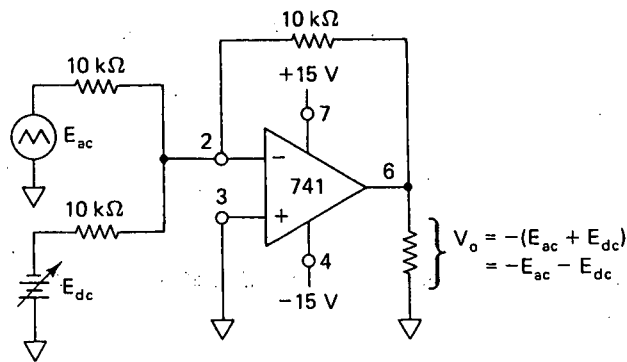 10 kΩ
10 kΩ
+15 V
7
E_ac
2
−
6
741
3
+
10 kΩ
4
−15 V
E_dc
V_o = −(E_ac + E_dc)
= −E_ac − E_dc